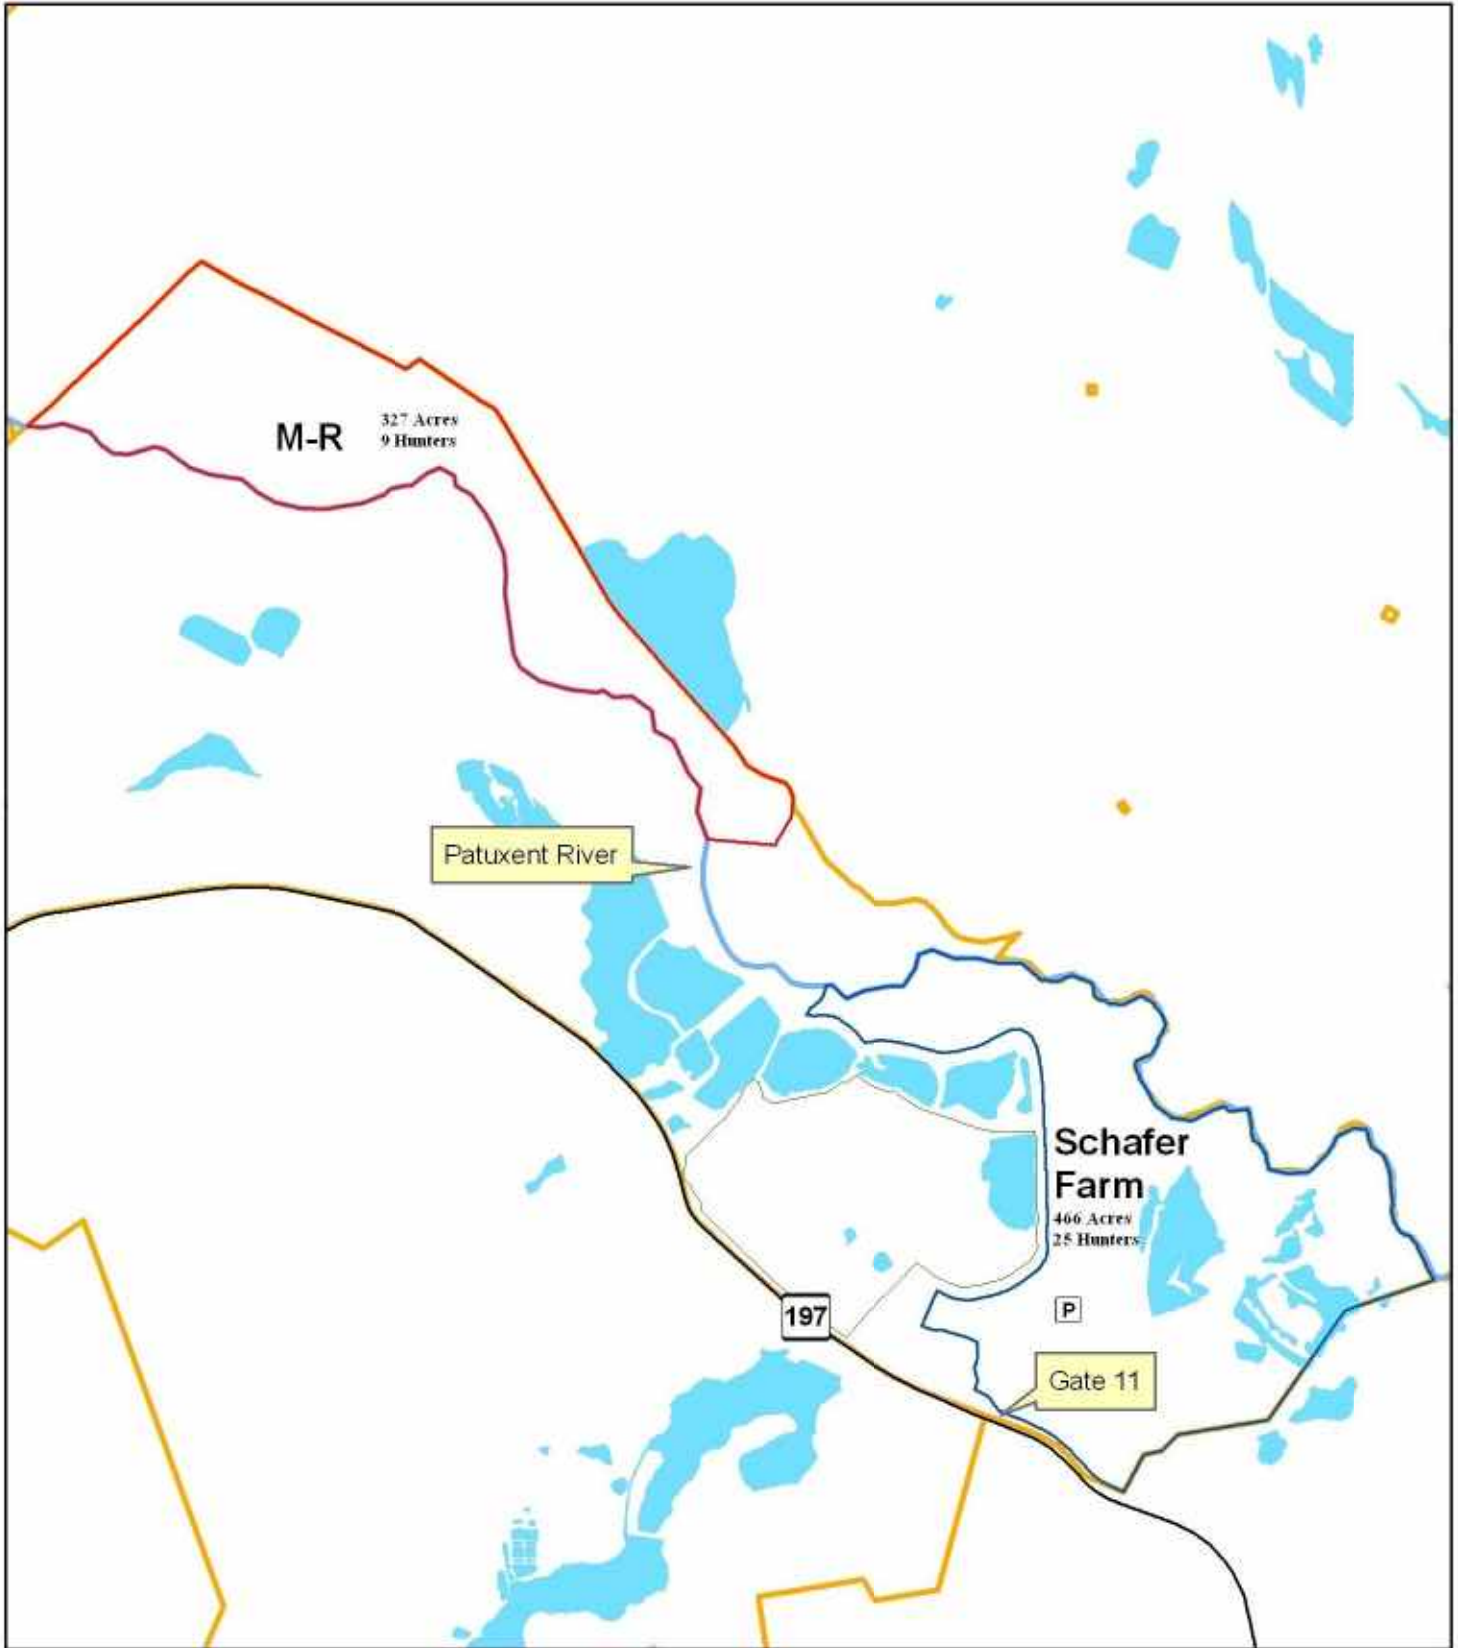 M-R
327 Acres
9 Hunters
Patuxent River
Schafer
Farm
466 Acres
25 Hunters
P
197
Gate 11